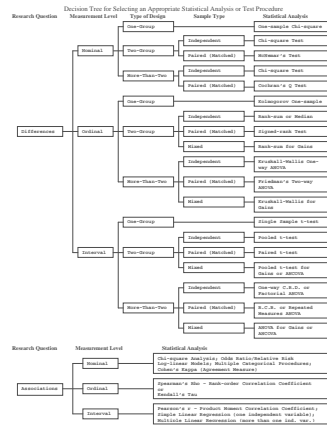 Decision Tree for Selecting an Appropriate Statistical Analysis or Test Procedure
Research Question Measurement Level Type of Design Sample Type Statistical Analysis
One-Group One-sample Chi-square
Nominal Two-Group Independent Chi-square Test
Paired (Matched) McNemar's Test
More-Than-Two Independent Chi-square Test
Paired (Matched) Cochran's Q Test
One-Group Kolmogorov One-sample
Independent Rank-sum or Median
Differences Ordinal Two-Group Paired (Matched) Signed-rank Test
Mixed Rank-sum for Gains
Independent Kruskall-Wallis One-
way ANOVA
More-Than-Two Paired (Matched) Friedman's Two-way
ANOVA
Mixed Kruskall-Wallis for
Gains
One-Group Single Sample t-test
Independent Pooled t-test
Interval Two-Group Paired (Matched) Paired t-test
Mixed Pooled t-test for
Gains or ANCOVA
Independent One-way C.R.D. or
Factorial ANOVA
More-Than-Two Paired (Matched) R.C.B. or Repeated
Measures ANOVA
Mixed ANOVA for Gains or
ANCOVA
Research Question Measurement Level Statistical Analysis
Nominal Chi-square Analysis; Odds Ratio/Relative Risk
Log-linear Models; Multiple Categorical Procedures;
Cohen's Kappa (Agreement Measure)
Associations Ordinal Spearman's Rho - Rank-order Correlation Coefficient
or
Kendall's Tau
Interval Pearson's r - Product Moment Correlation Coefficient;
Simple Linear Regression (one independent variable);
Multiple Linear Regression (more than one ind. var.)